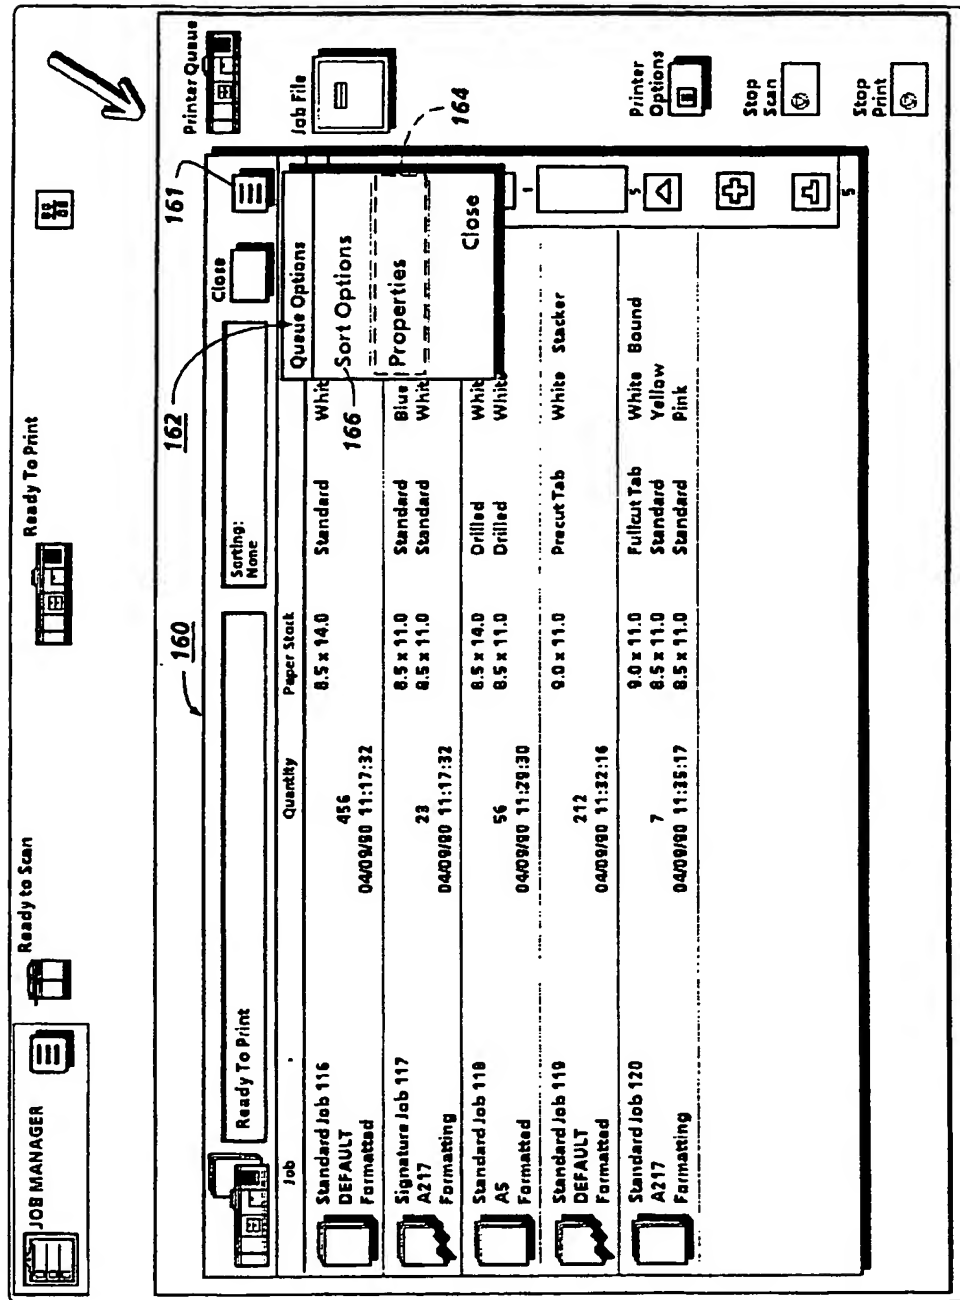 JOB MANAGER
Ready to Scan
Ready To Print
160
162
161
Ready To Print
Sorting:
None
Close
Printer Queue
Job
Quantity
Paper Stock
Queue Options
Sort Options
Properties
Close
166
164
Standard Job 116
DEFAULT
Formatted
456
04/09/90 11:17:32
8.5 x 14.0 Standard Whit
Signature Job 117
A217
Formatting
23
04/09/90 11:17:32
8.5 x 11.0 Standard Blue
8.5 x 11.0 Standard Whit
Standard Job 118
A5
Formatted
56
04/09/90 11:29:30
8.5 x 14.0 Drilled Whit
8.5 x 11.0 Drilled Whit
Standard Job 119
DEFAULT
Formatted
212
04/09/90 11:32:16
9.0 x 11.0 Precut Tab White Stacker
Standard Job 120
A217
Formatting
7
04/09/90 11:35:17
9.0 x 11.0 Fullcut Tab White Bound
8.5 x 11.0 Standard Yellow
8.5 x 11.0 Standard Pink
1
5
5
Job File
Printer
Options
Stop
Scan
Stop
Print